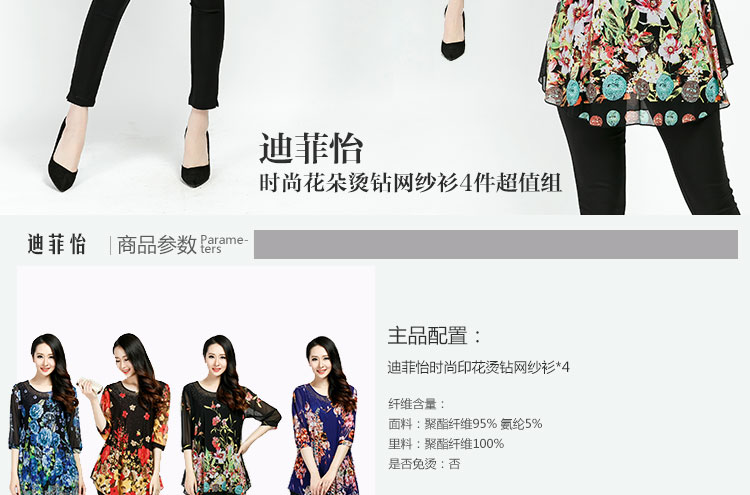 迪菲怡
时尚花朵烫钻网纱衫4件超值组
迪菲怡 | 商品参数 Parame-
ters
主品配置：
迪菲怡时尚印花烫钻网纱衫*4
纤维含量：
面料：聚酯纤维95% 氨纶5%
里料：聚酯纤维100%
是否免烫：否